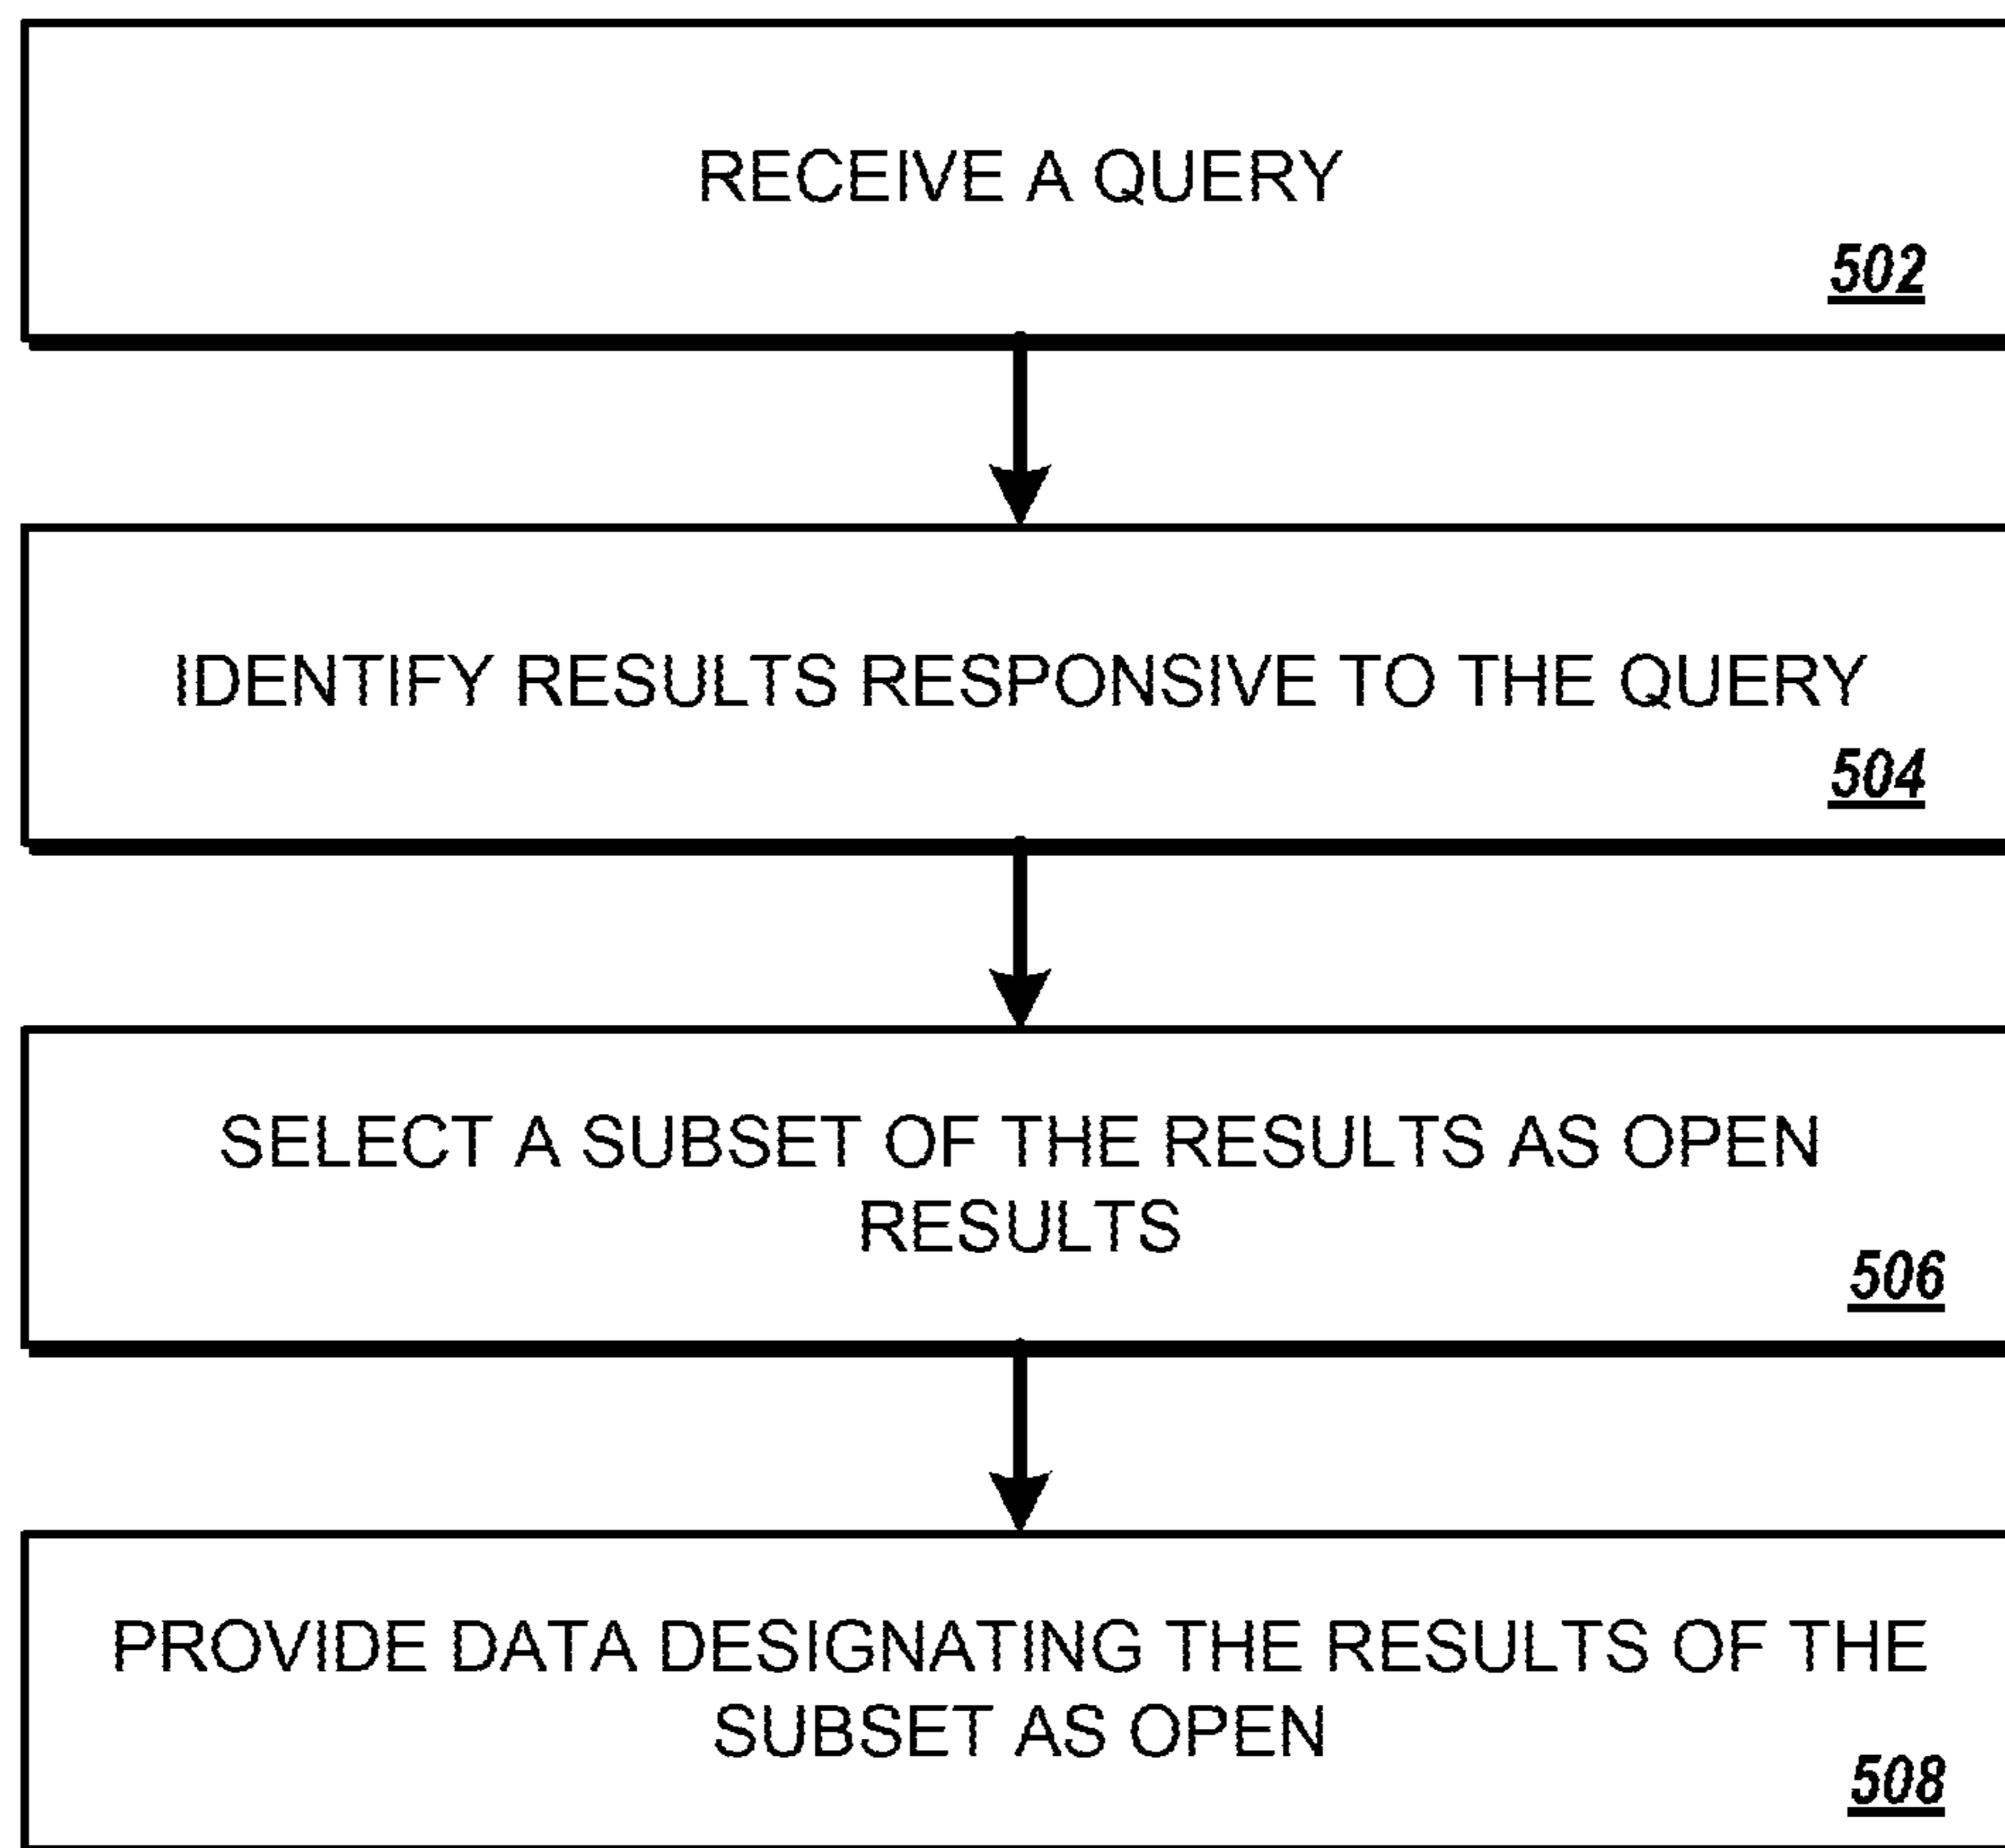 RECEIVE A QUERY
502
IDENTIFY RESULTS RESPONSIVE TO THE QUERY
504
SELECT A SUBSET OF THE RESULTS AS OPEN
RESULTS
506
PROVIDE DATA DESIGNATING THE RESULTS OF THE
SUBSET AS OPEN
508